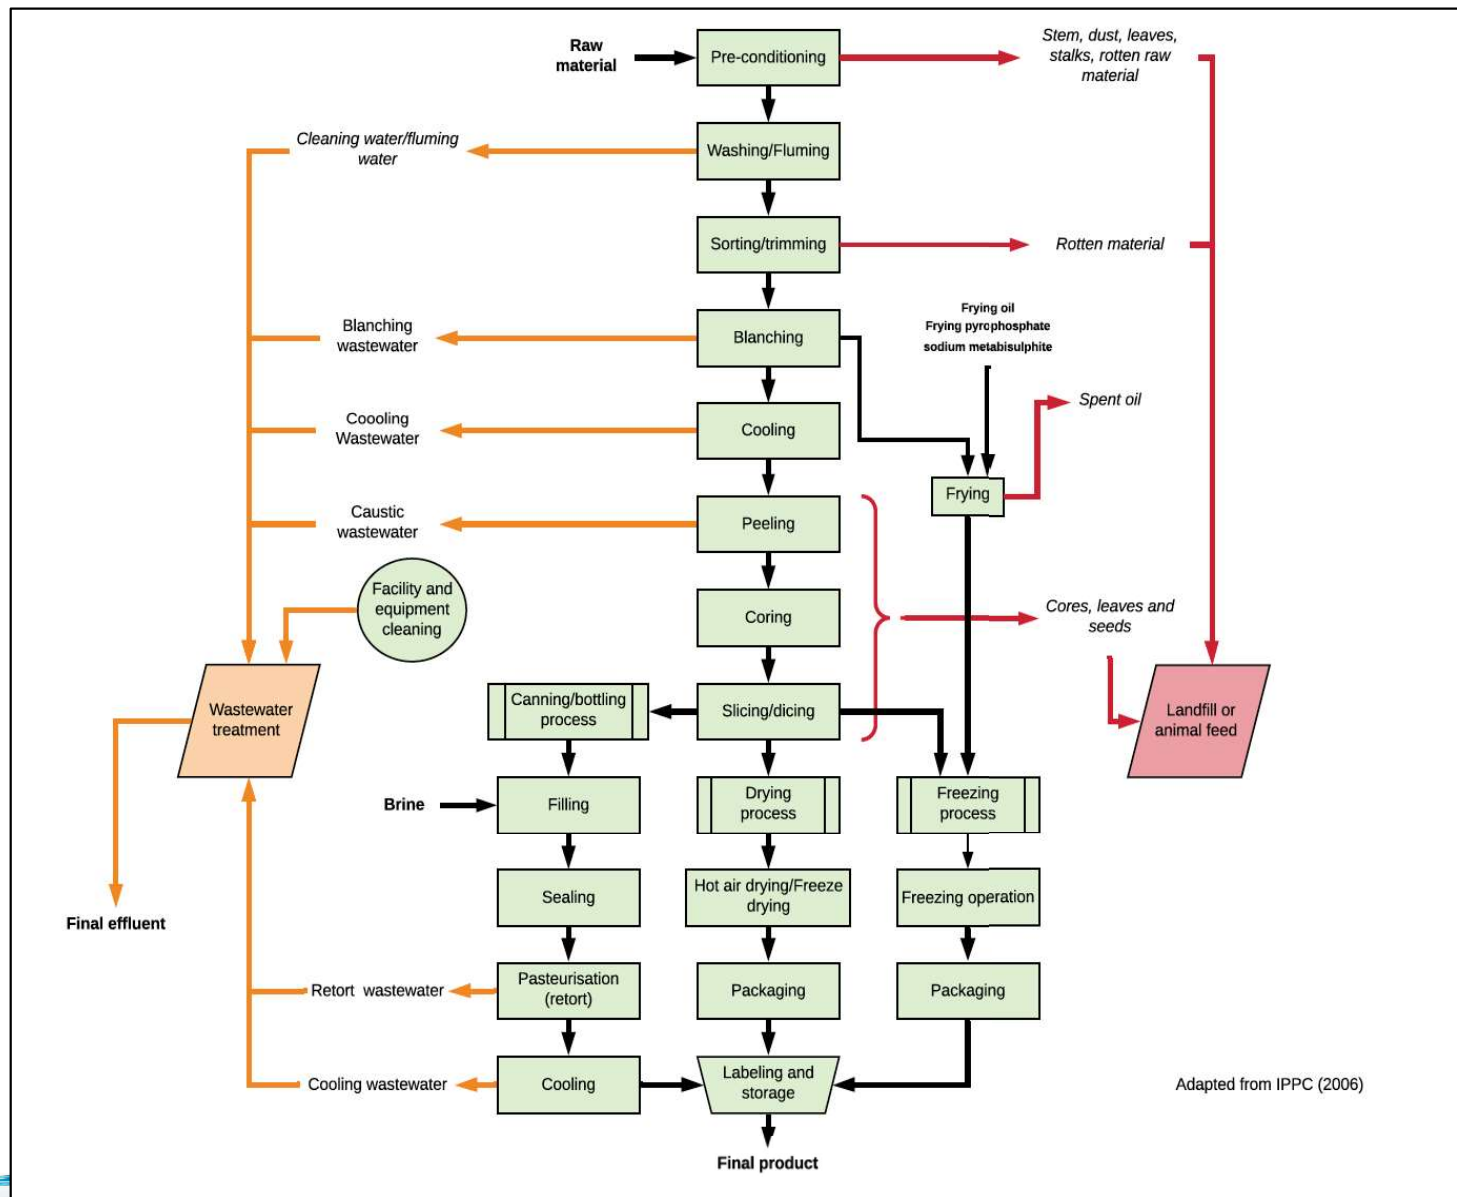 Raw
material
Pre-conditioning
Stem, dust, leaves,
stalks, rotten raw
material
Cleaning water/fluming
water
Washing/Fluming
Sorting/trimming
Rotten material
Blanching
wastewater
Blanching
Frying oil
Frying pyrophosphate
sodium metabisulphite
Spent oil
Coooling
Wastewater
Cooling
Frying
Caustic
wastewater
Peeling
Facility and
equipment
cleaning
Coring
Cores, leaves and
seeds
Wastewater
treatment
Canning/bottling
process
Slicing/dicing
Landfill or
animal feed
Brine
Filling
Drying
process
Freezing
process
Sealing
Hot air drying/Freeze
drying
Freezing operation
Final effluent
Retort wastewater
Pasteurisation
(retort)
Packaging
Packaging
Cooling wastewater
Cooling
Labeling and
storage
Adapted from IPPC (2006)
Final product